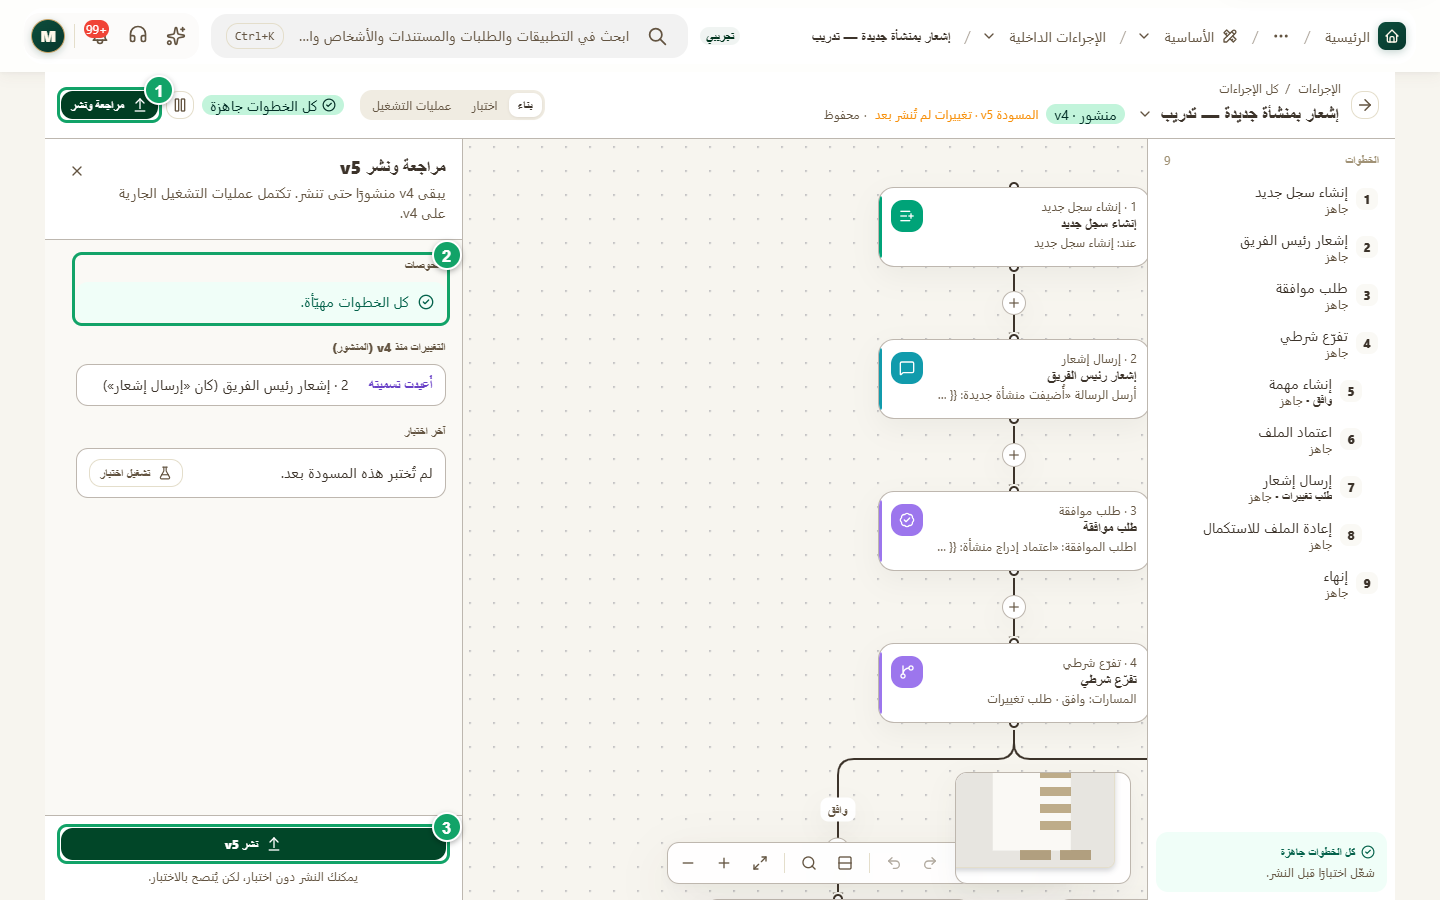 الرئيسية / ... / الأساسية / الإجراءات الداخلية / إشعار بمنشأة جديدة — تدريب
تجريبي
ابحث في التطبيقات والطلبات والمستندات والأشخاص وا...
Ctrl+K
99+
M
الإجراءات / كل الإجراءات
إشعار بمنشأة جديدة — تدريب
منشور · v4
المسودة v5 · تغييرات لم تُنشر بعد
· محفوظ
بناء
اختبار
عمليات التشغيل
كل الخطوات جاهزة
مراجعة ونشر
1
الخطوات
9
1
إنشاء سجل جديد
جاهز
2
إشعار رئيس الفريق
جاهز
3
طلب موافقة
جاهز
4
تفرّع شرطي
جاهز
5
إنشاء مهمة
وافق - جاهز
6
اعتماد الملف
جاهز
7
إرسال إشعار
طلب تغييرات - جاهز
8
إعادة الملف للاستكمال
جاهز
9
إنهاء
جاهز
كل الخطوات جاهزة
شغّل اختبارًا قبل النشر.
1 · إنشاء سجل جديد
إنشاء سجل جديد
عند: إنشاء سجل جديد
2 · إرسال إشعار
إشعار رئيس الفريق
أرسل الرسالة «أُضيفت منشأة جديدة: {{ ...
3 · طلب موافقة
طلب موافقة
اطلب الموافقة: «اعتماد إدراج منشأة: {{ ...
4 · تفرّع شرطي
تفرّع شرطي
المسارات: وافق · طلب تغييرات
وافق
مراجعة ونشر v5
يبقى v4 منشورًا حتى تنشر. تكتمل عمليات التشغيل الجارية
على v4.
2
كل الخطوات مهيّأة.
التغييرات منذ v4 (المنشور)
أُعيدت تسميته
2 · إشعار رئيس الفريق (كان «إرسال إشعار»)
آخر اختبار
لم تُختبر هذه المسودة بعد.
تشغيل اختبار
3
نشر v5
يمكنك النشر دون اختبار، لكن يُنصح بالاختبار.